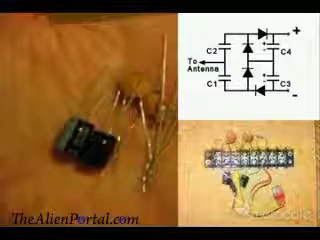 +
C2
C4
To
Antenna
C1
C3
-
TheAlienPortal.com